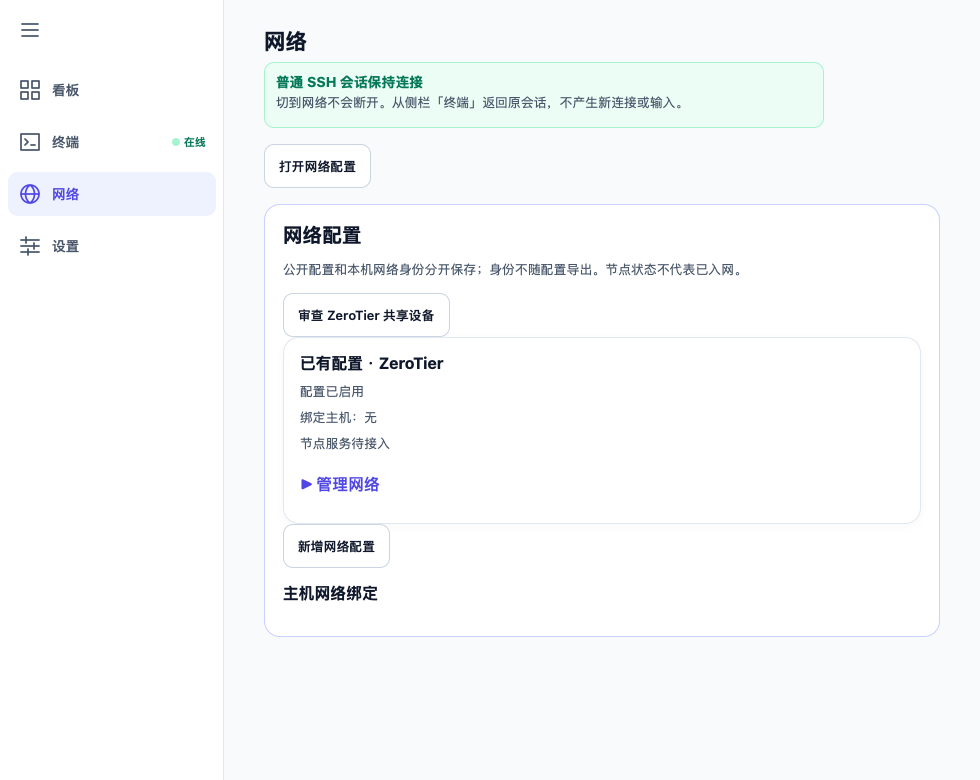 看板
终端
在线
网络
设置
网络
普通 SSH 会话保持连接
切到网络不会断开。从侧栏「终端」返回原会话，不产生新连接或输入。
打开网络配置
网络配置
公开配置和本机网络身份分开保存；身份不随配置导出。节点状态不代表已入网。
审查 ZeroTier 共享设备
已有配置 · ZeroTier
配置已启用
绑定主机：无
节点服务待接入
管理网络
新增网络配置
主机网络绑定